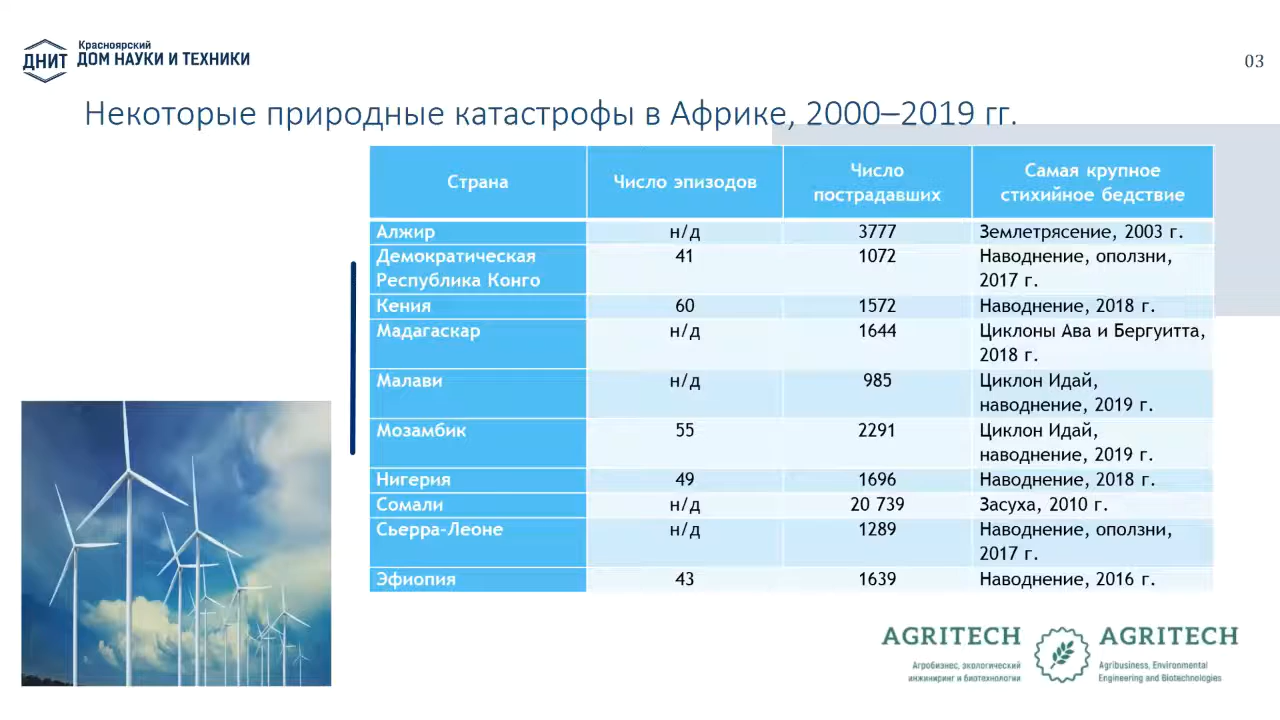 Красноярский
ДНИТ ДОМ НАУКИ И ТЕХНИКИ
03
Некоторые природные катастрофы в Африке, 2000–2019 гг.
Страна Число эпизодов Число пострадавших Самая крупное стихийное бедствие
Алжир н/д 3777 Землетрясение, 2003 г.
Демократическая Республика Конго 41 1072 Наводнение, оползни, 2017 г.
Кения 60 1572 Наводнение, 2018 г.
Мадагаскар н/д 1644 Циклоны Ава и Бергуитта, 2018 г.
Малави н/д 985 Циклон Идай, наводнение, 2019 г.
Мозамбик 55 2291 Циклон Идай, наводнение, 2019 г.
Нигерия 49 1696 Наводнение, 2018 г.
Сомали н/д 20 739 Засуха, 2010 г.
Сьерра-Леоне н/д 1289 Наводнение, оползни, 2017 г.
Эфиопия 43 1639 Наводнение, 2016 г.
AGRITECH
Агробизнес, экологический
инжиниринг и биотехнологии
AGRITECH
Agribusiness, Environmental
Engineering and Biotechnologies